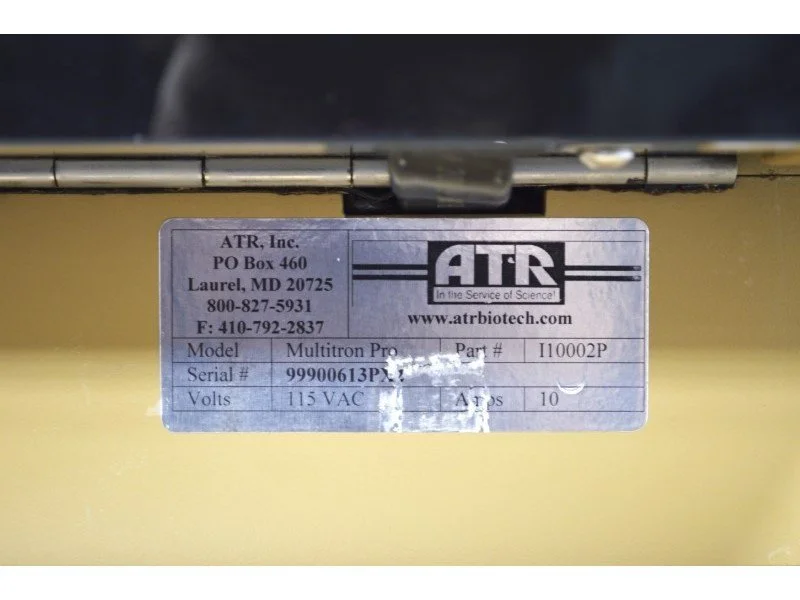 ATR, Inc.
PO Box 460
Laurel, MD 20725
800-827-5931
F: 410-792-2837
ATR
In the Service of Science!
www.atrbiotech.com
Model Multitron Pro Part # I10002P
Serial #
Volts 115 VAC Amps 10